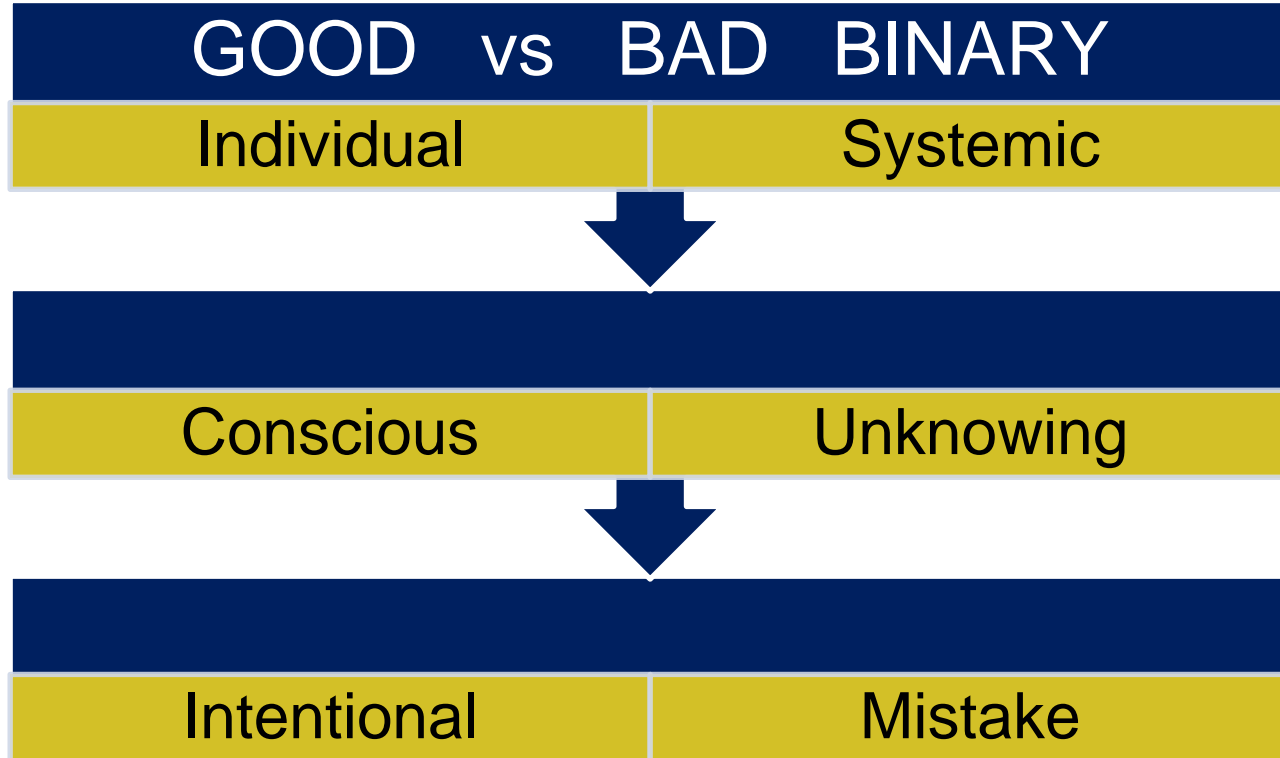 GOOD vs BAD BINARY
Individual Systemic
Conscious Unknowing
Intentional Mistake